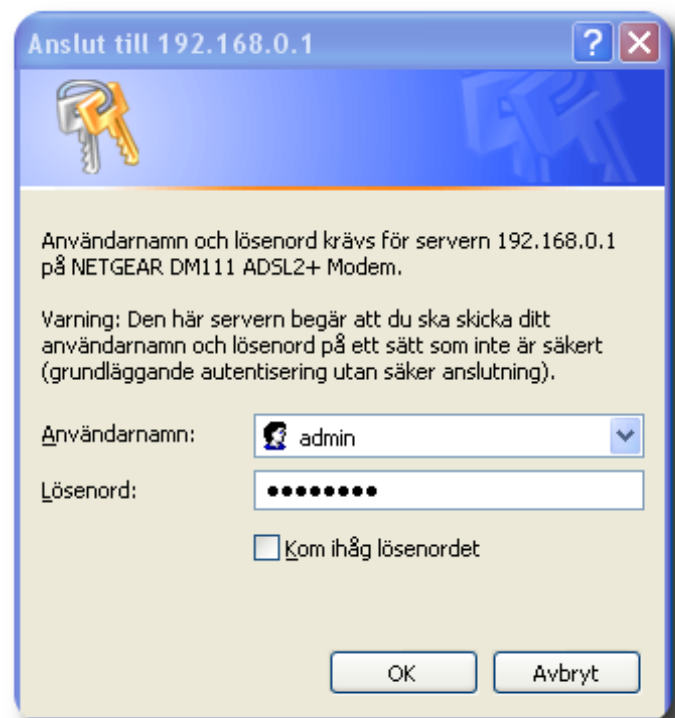 Anslut till 192.168.0.1
Användarnamn och lösenord krävs för servern 192.168.0.1
på NETGEAR DM111 ADSL2+ Modem.
Varning: Den här servern begär att du ska skicka ditt
användarnamn och lösenord på ett sätt som inte är säkert
(grundläggande autentisering utan säker anslutning).
Användarnamn: admin
Lösenord: ••••••••
Kom ihåg lösenordet
OK Avbryt